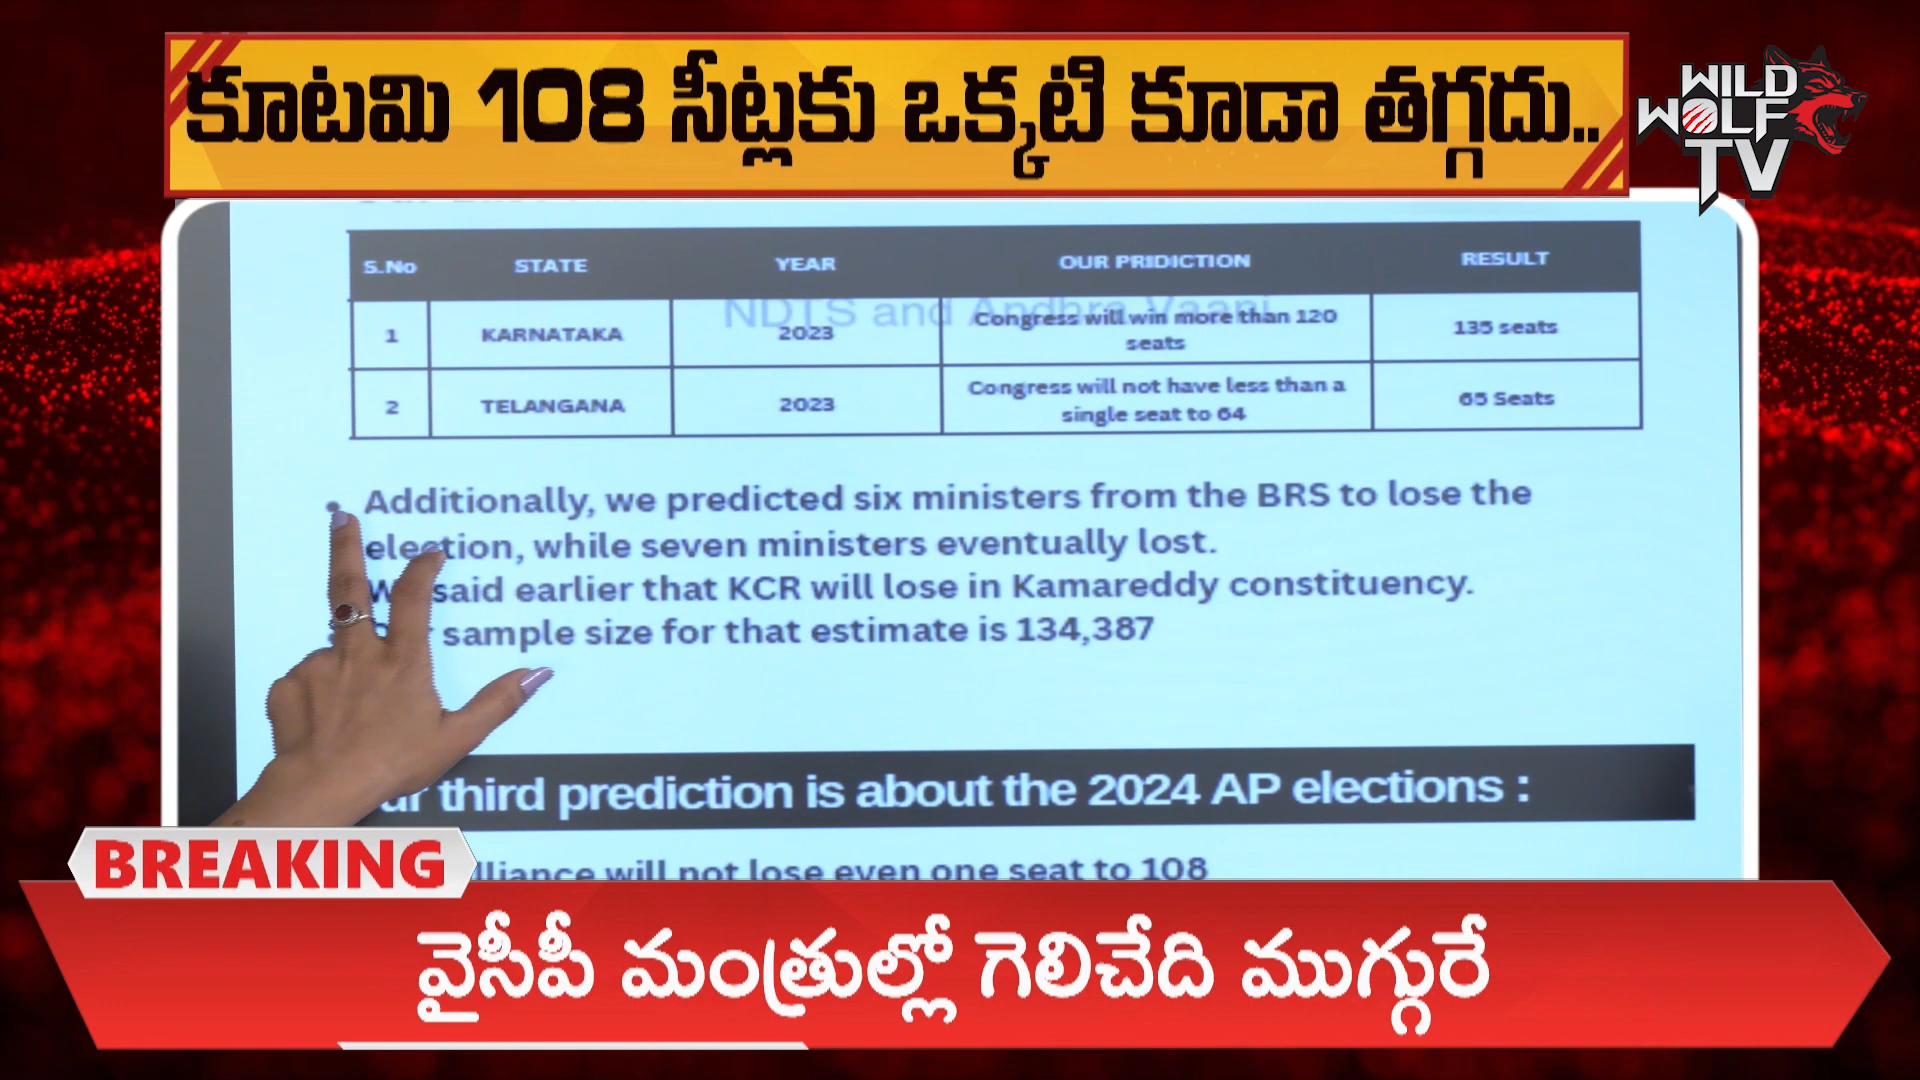 కూటమి 108 సీట్లకు ఒక్కటి కూడా తగ్గదు..
WILD
WOLF
TV
S.No STATE YEAR OUR PRIDICTION RESULT
NDTS and Andhra Vaani
1 KARNATAKA 2023 Congress will win more than 120 seats 135 seats
2 TELANGANA 2023 Congress will not have less than a single seat to 64 65 Seats
• Additionally, we predicted six ministers from the BRS to lose the
election, while seven ministers eventually lost.
said earlier that KCR will lose in Kamareddy constituency.
sample size for that estimate is 134,387
third prediction is about the 2024 AP elections :
will not lose even one seat to 108
BREAKING
వైసీపీ మంత్రుల్లో గెలిచేది ముగ్గురే